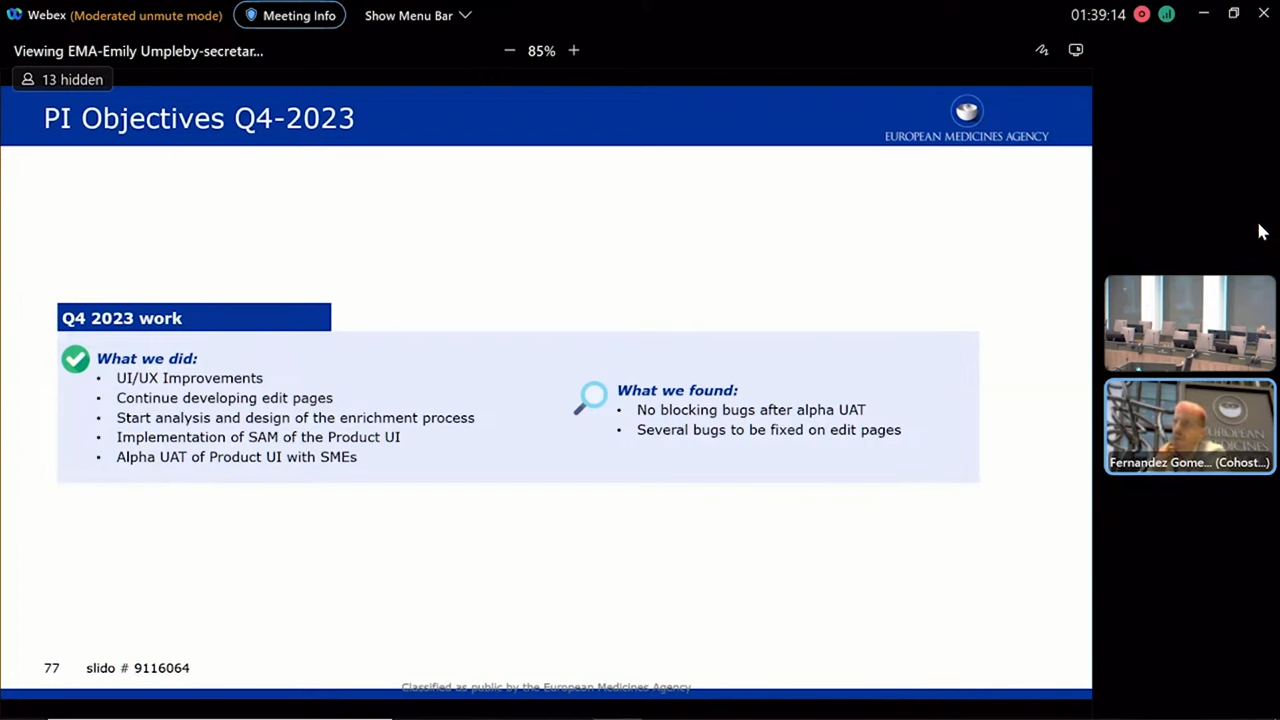 Webex (Moderated unmute mode) Meeting Info Show Menu Bar 01:39:14
Viewing EMA-Emily Umpleby-secretar... 85%
13 hidden
PI Objectives Q4-2023
EUROPEAN MEDICINES AGENCY
Q4 2023 work
What we did:
• UI/UX Improvements
• Continue developing edit pages
• Start analysis and design of the enrichment process
• Implementation of SAM of the Product UI
• Alpha UAT of Product UI with SMEs
What we found:
• No blocking bugs after alpha UAT
• Several bugs to be fixed on edit pages
EUROPEAN
MEDICINES
Fernandez Gome... (Cohost...)
77 slido # 9116064
Classified as public by the European Medicines Agency